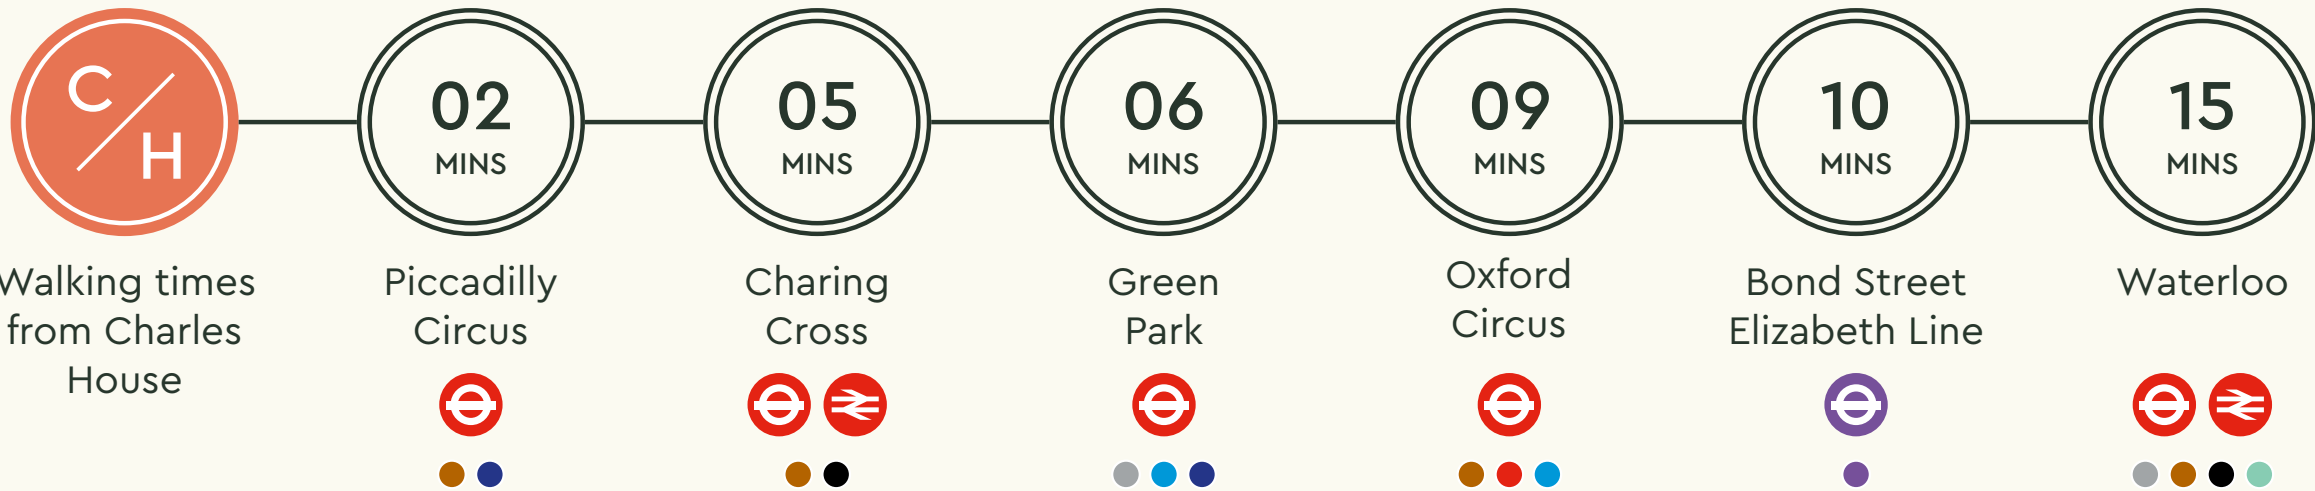 C/H
02
MINS
05
MINS
06
MINS
09
MINS
10
MINS
15
MINS
Walking times
from Charles
House
Piccadilly
Circus
Charing
Cross
Green
Park
Oxford
Circus
Bond Street
Elizabeth Line
Waterloo